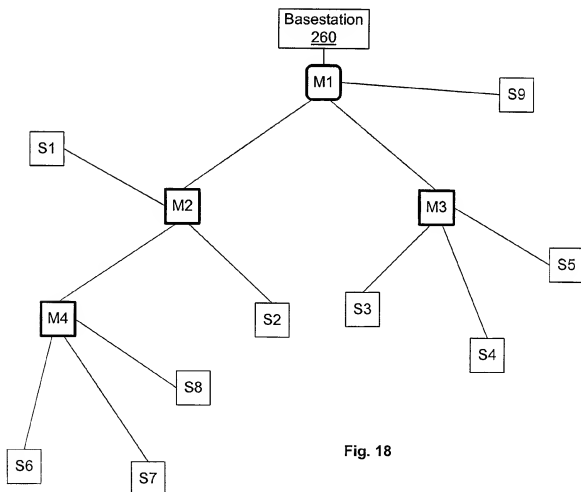 Basestation
260
M1
S9
S1
M2
M3
S5
S3
S2
M4
S4
S8
S6
S7
Fig. 18